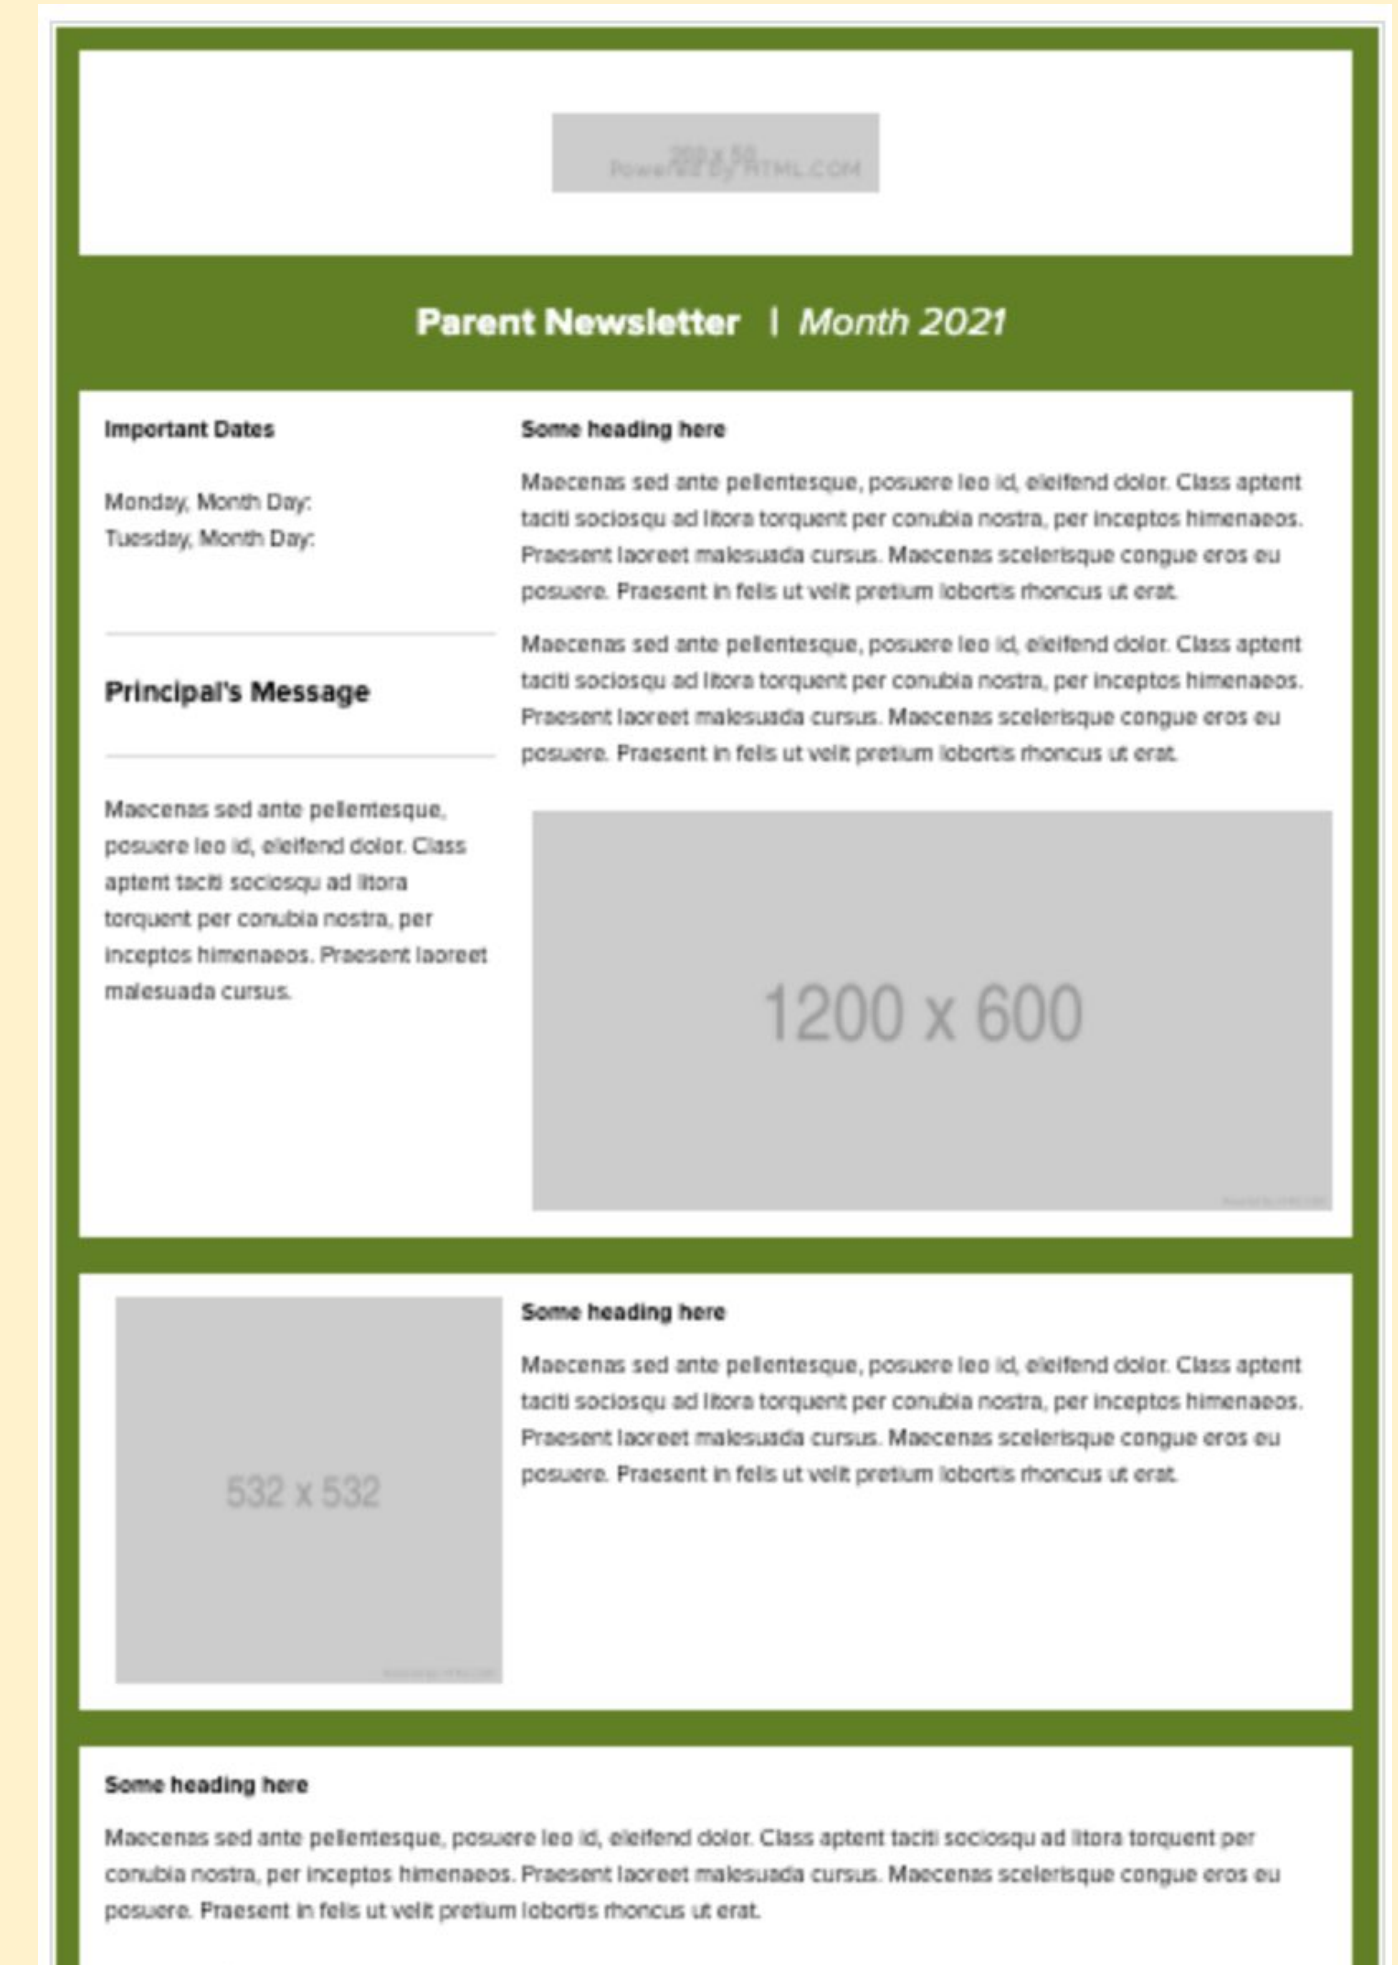 200 x 50
Powered by HTML.COM
Parent Newsletter | Month 2021
Important Dates
Monday, Month Day:
Tuesday, Month Day:
Principal's Message
Maecenas sed ante pellentesque,
posuere leo id, eleifend dolor. Class
aptent taciti sociosqu ad litora
torquent per conubia nostra, per
inceptos himenaeos. Praesent laoreet
malesuada cursus.
Some heading here
Maecenas sed ante pellentesque, posuere leo id, eleifend dolor. Class aptent
taciti sociosqu ad litora torquent per conubia nostra, per inceptos himenaeos.
Praesent laoreet malesuada cursus. Maecenas scelerisque congue eros eu
posuere. Praesent in felis ut velit pretium lobortis rhoncus ut erat.
Maecenas sed ante pellentesque, posuere leo id, eleifend dolor. Class aptent
taciti sociosqu ad litora torquent per conubia nostra, per inceptos himenaeos.
Praesent laoreet malesuada cursus. Maecenas scelerisque congue eros eu
posuere. Praesent in felis ut velit pretium lobortis rhoncus ut erat.
1200 x 600
532 x 532
Some heading here
Maecenas sed ante pellentesque, posuere leo id, eleifend dolor. Class aptent
taciti sociosqu ad litora torquent per conubia nostra, per inceptos himenaeos.
Praesent laoreet malesuada cursus. Maecenas scelerisque congue eros eu
posuere. Praesent in felis ut velit pretium lobortis rhoncus ut erat.
Some heading here
Maecenas sed ante pellentesque, posuere leo id, eleifend dolor. Class aptent taciti sociosqu ad litora torquent per
conubia nostra, per inceptos himenaeos. Praesent laoreet malesuada cursus. Maecenas scelerisque congue eros eu
posuere. Praesent in felis ut velit pretium lobortis rhoncus ut erat.